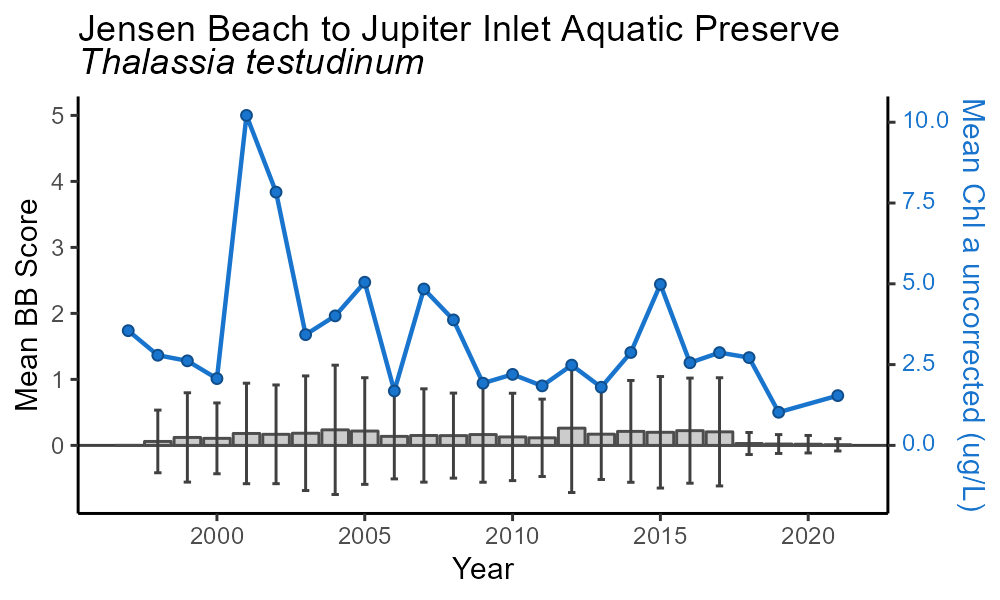 Jensen Beach to Jupiter Inlet Aquatic Preserve
Thalassia testudinum
5
4
3
2
1
0
Mean BB Score
10.0
7.5
5.0
2.5
0.0
Mean Chl a uncorrected (ug/L)
2000 2005 2010 2015 2020
Year